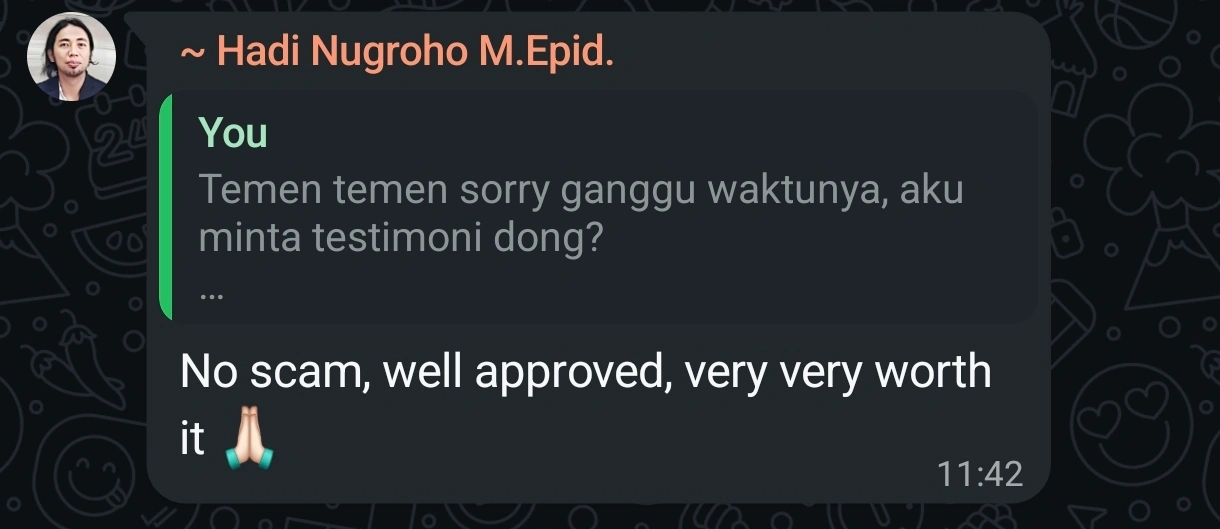 ~ Hadi Nugroho M.Epid.
You
Temen temen sorry ganggu waktunya, aku
minta testimoni dong?
...
No scam, well approved, very very worth
it 🙏🏻
11:42